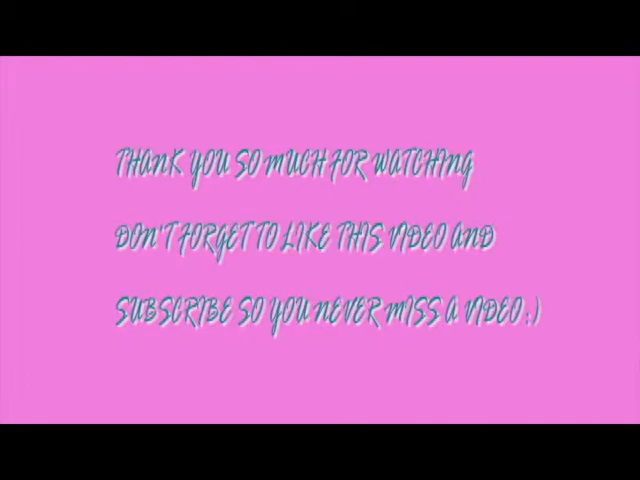 THANK YOU SO MUCH FOR WATCHING
DON'T FORGET TO LIKE THIS VIDEO AND
SUBSCRIBE SO YOU NEVER MISS A VIDEO :)